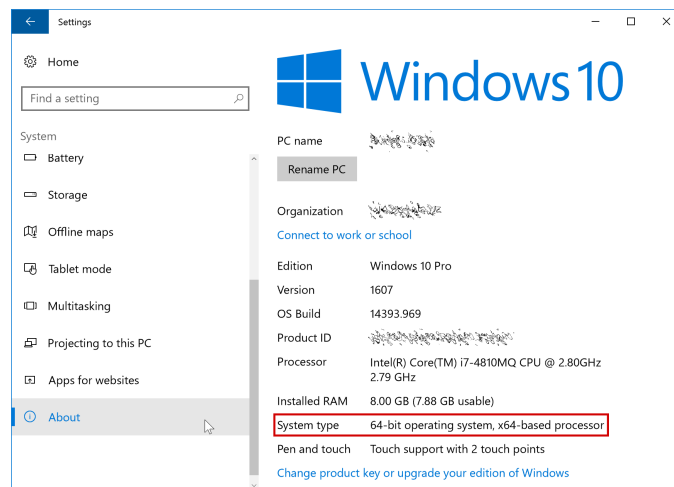 Settings
Home
Find a setting
System
Battery
Storage
Offline maps
Tablet mode
Multitasking
Projecting to this PC
Apps for websites
About
Windows 10
PC name
Rename PC
Organization
Connect to work or school
Edition Windows 10 Pro
Version 1607
OS Build 14393.969
Product ID
Processor Intel(R) Core(TM) i7-4810MQ CPU @ 2.80GHz
2.79 GHz
Installed RAM 8.00 GB (7.88 GB usable)
System type 64-bit operating system, x64-based processor
Pen and touch Touch support with 2 touch points
Change product key or upgrade your edition of Windows